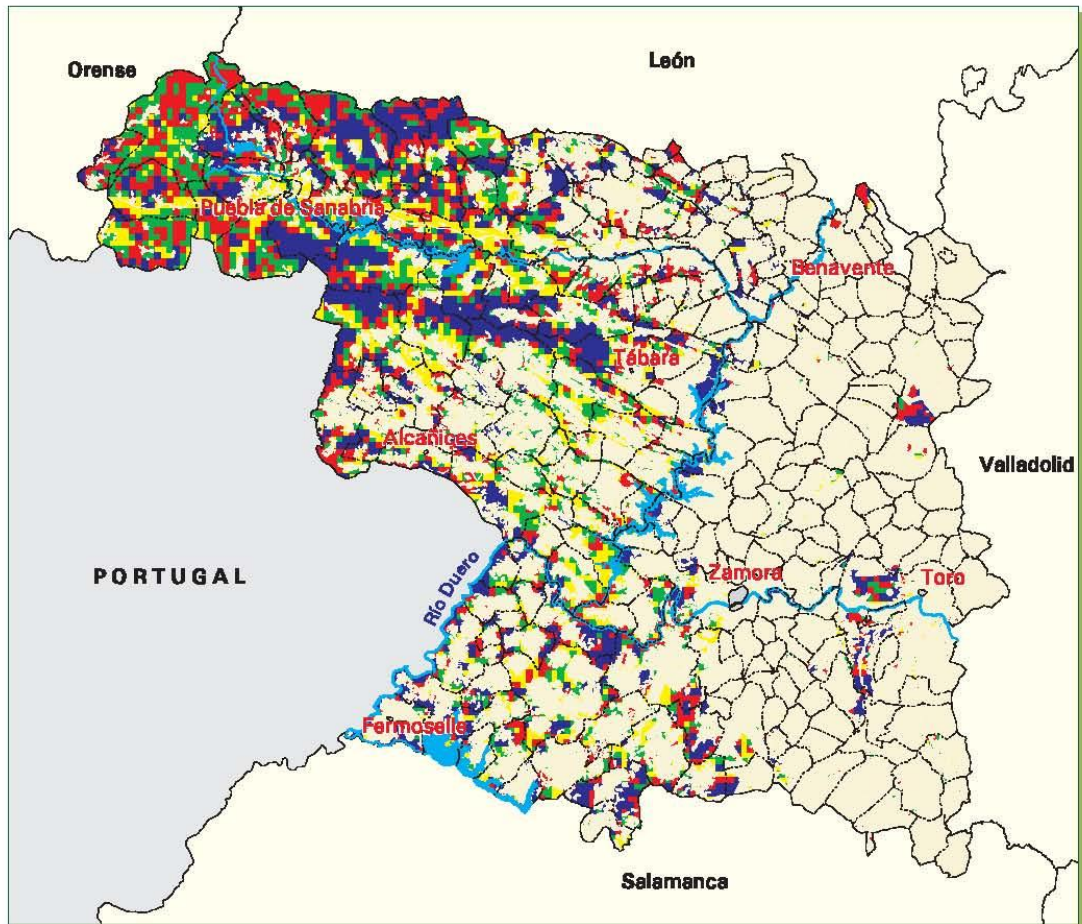 Orense
León
Puebla de Sanabria
Benavente
Tábara
Alcañices
Valladolid
PORTUGAL
Río Duero
Zamora
Toro
Fermoselle
Salamanca